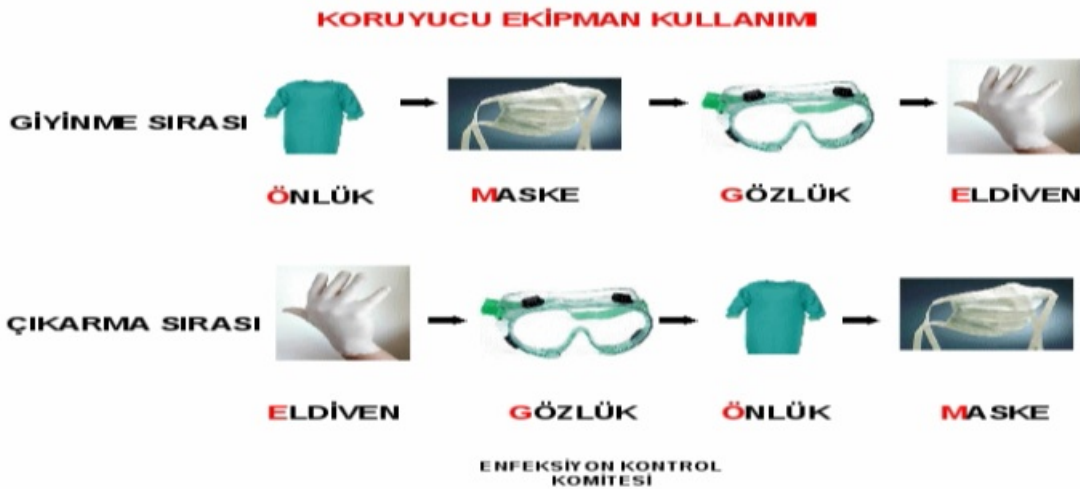 KORUYUCU EKİPMAN KULLANIMI
GİYİNME SIRASI
ÖNLÜK
MASKE
GÖZLÜK
ELDİVEN
ÇIKARMA SIRASI
ELDİVEN
GÖZLÜK
ÖNLÜK
MASKE
ENFEKSİYON KONTROL
KOMİTESİ